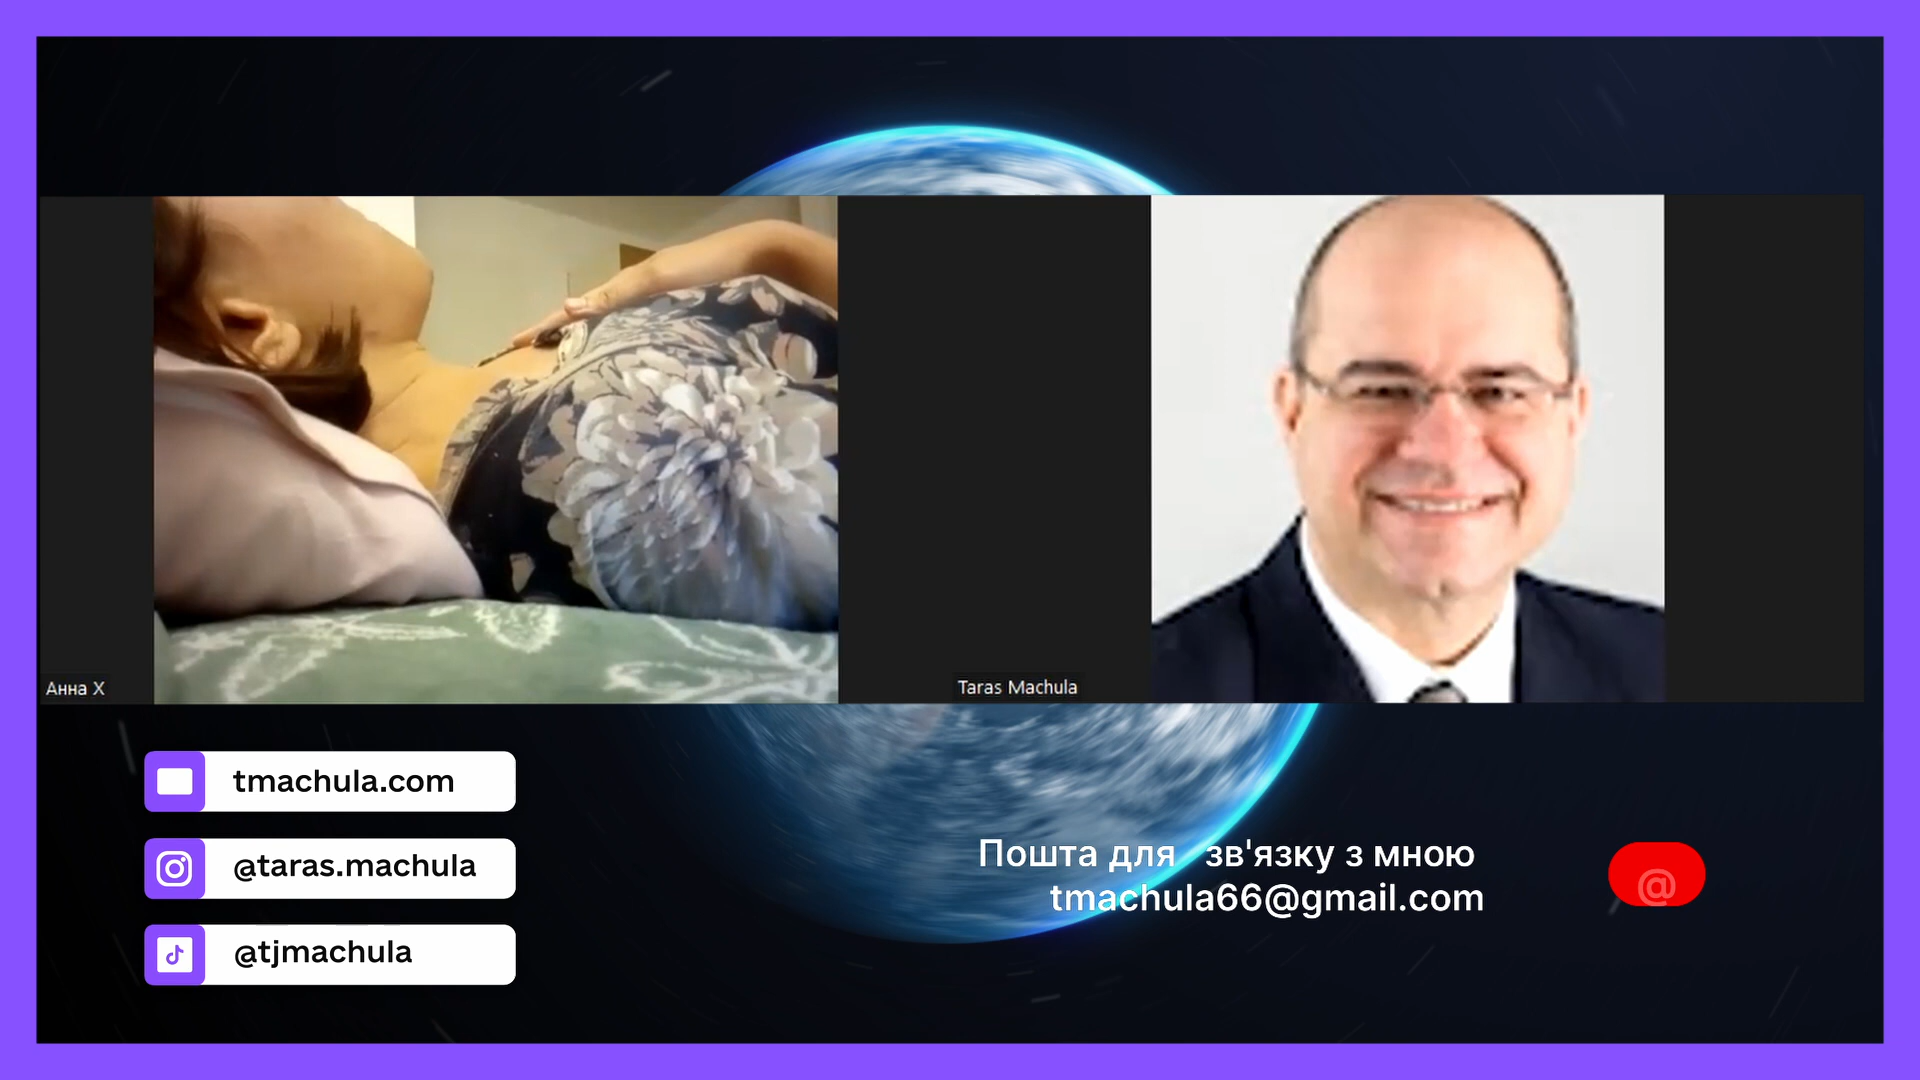 Анна Х
Taras Machula
tmachula.com
@taras.machula
@tjmachula
Пошта для зв'язку з мною
tmachula66@gmail.com
@